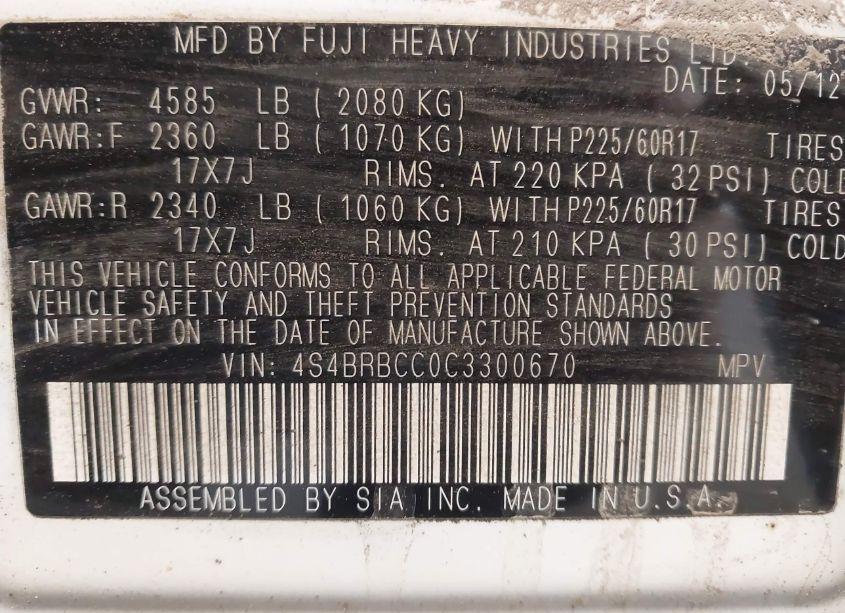 MFD BY FUJI HEAVY INDUSTRIES LTD.
DATE: 05/12
GVWR: 4585 LB ( 2080 KG)
GAWR:F 2360 LB ( 1070 KG) WITH P225/60R17 TIRES
17X7J RIMS. AT 220 KPA ( 32 PSI) COLD
GAWR:R 2340 LB ( 1060 KG) WITH P225/60R17 TIRES
17X7J RIMS. AT 210 KPA ( 30 PSI) COLD
THIS VEHICLE CONFORMS TO ALL APPLICABLE FEDERAL MOTOR
VEHICLE SAFETY AND THEFT PREVENTION STANDARDS
IN EFFECT ON THE DATE OF MANUFACTURE SHOWN ABOVE.
VIN: 4S4BRBCC0C3300670 MPV
ASSEMBLED BY SIA INC. MADE IN U.S.A.